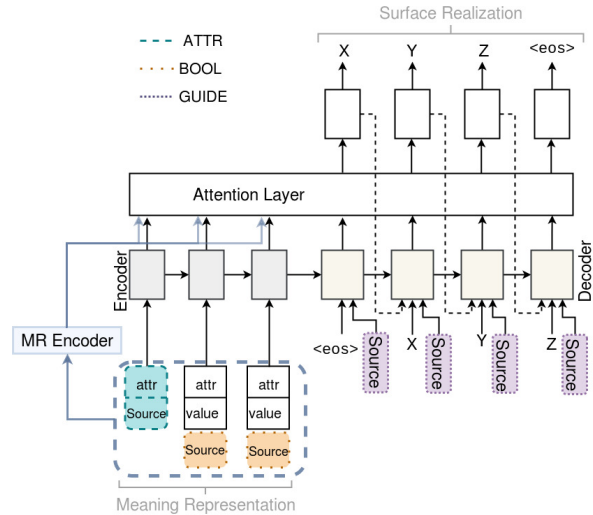 Surface Realization
ATTR
BOOL
GUIDE
X Y Z <eos>
Attention Layer
Encoder
Decoder
MR Encoder
<eos> X Y Z
Source Source Source Source
attr attr attr
Source value value
Source Source
Meaning Representation